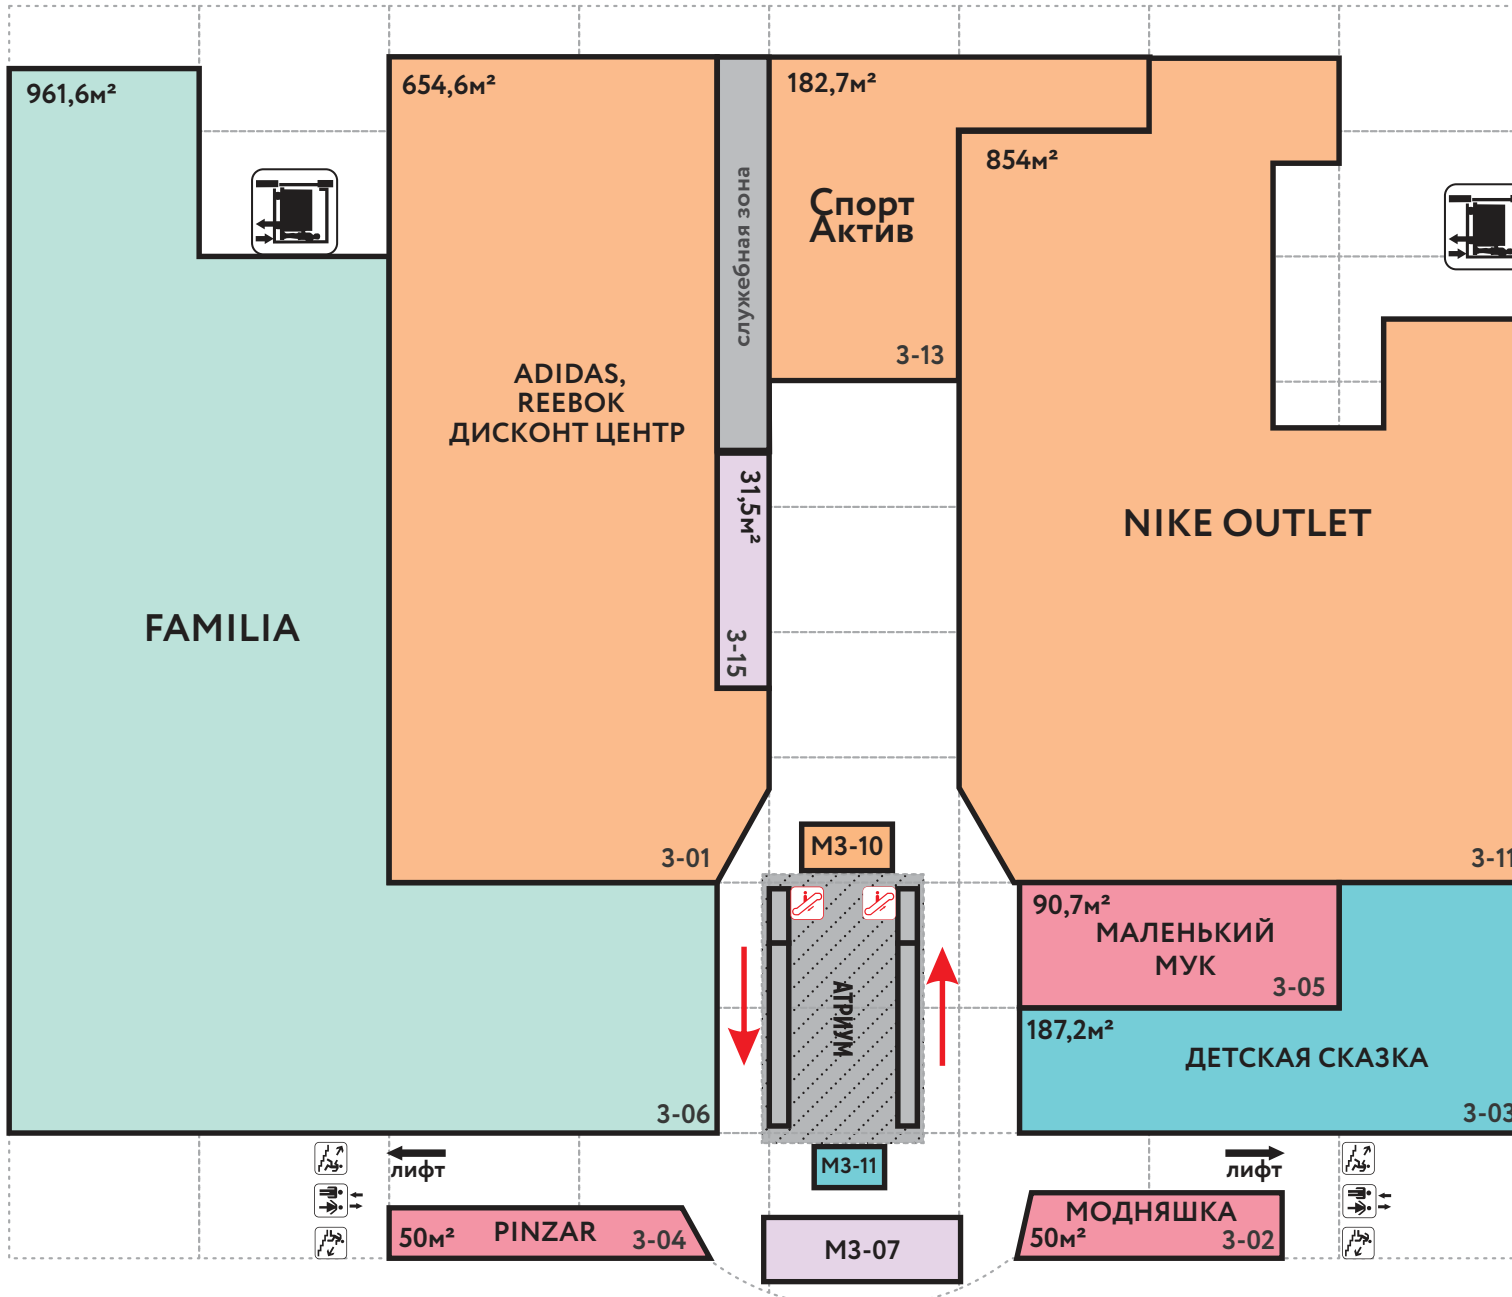 961,6м²
654,6м²
182,7м²
854м²
служебная зона
Спорт
Актив
3-13
ADIDAS,
REEBOK
ДИСКОНТ ЦЕНТР
31,5м²
3-15
NIKE OUTLET
FAMILIA
3-01
М3-10
3-11
90,7м²
МАЛЕНЬКИЙ
МУК
3-05
АТРИУМ
187,2м²
ДЕТСКАЯ СКАЗКА
3-06
3-03
лифт
М3-11
лифт
50м²
PINZAR
3-04
М3-07
МОДНЯШКА
50м²
3-02